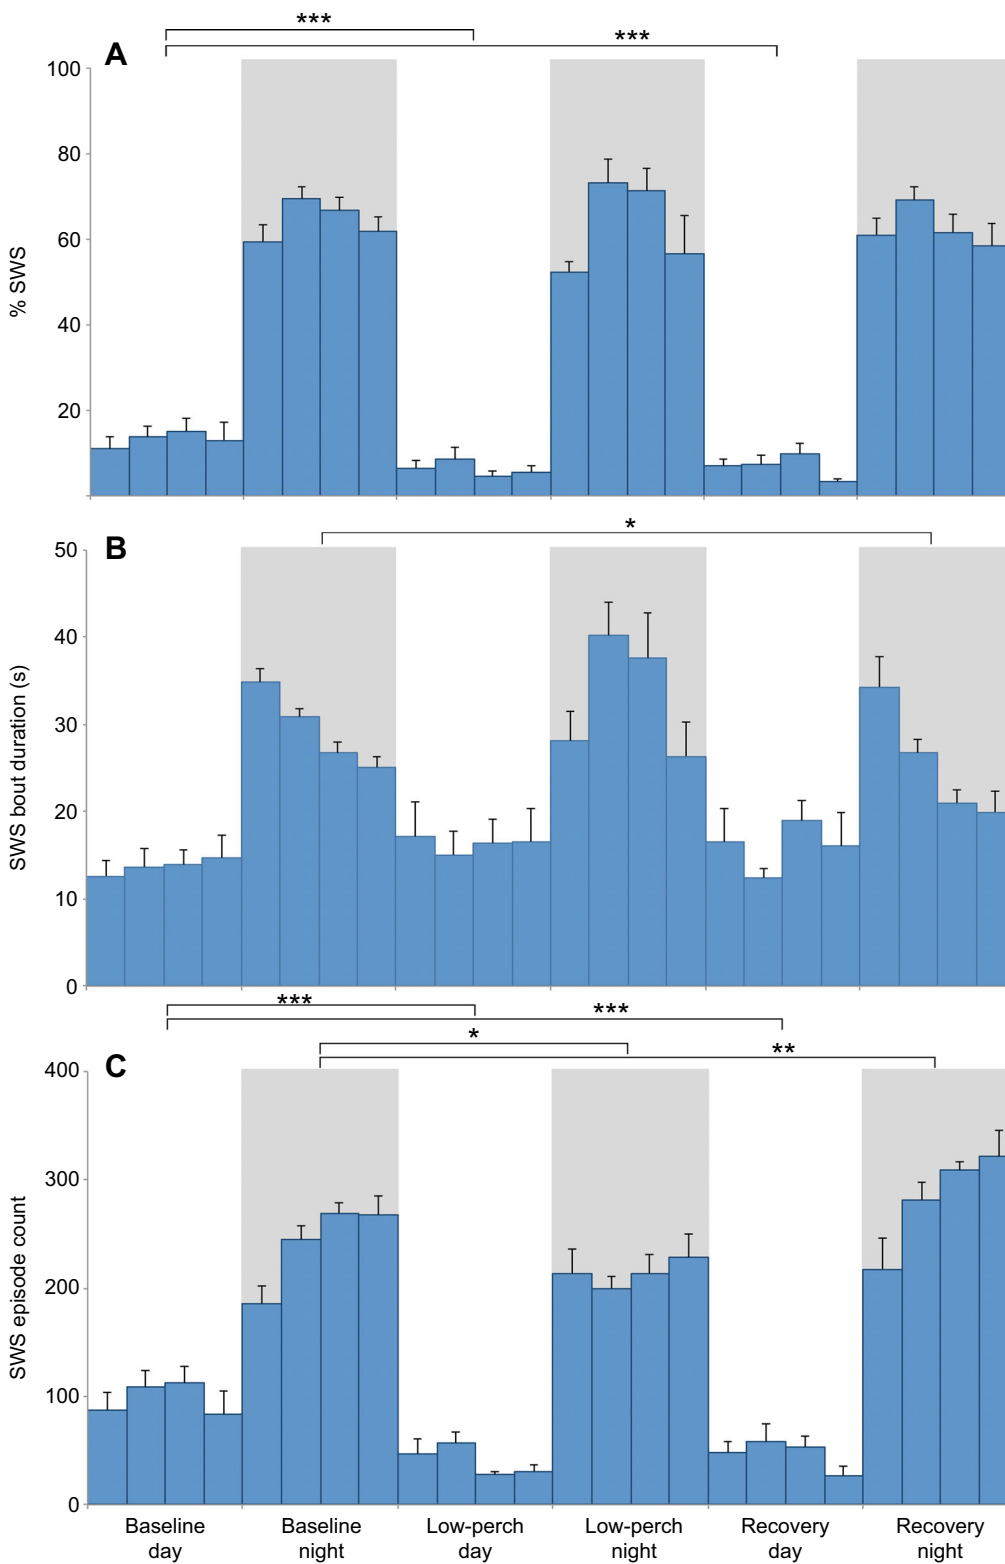 ***
***
A
100
80
60
40
20
% SWS
*
B
50
40
30
20
10
0
SWS bout duration (s)
***
***
*
**
C
400
300
200
100
0
SWS episode count
Baseline day
Baseline night
Low-perch day
Low-perch night
Recovery day
Recovery night